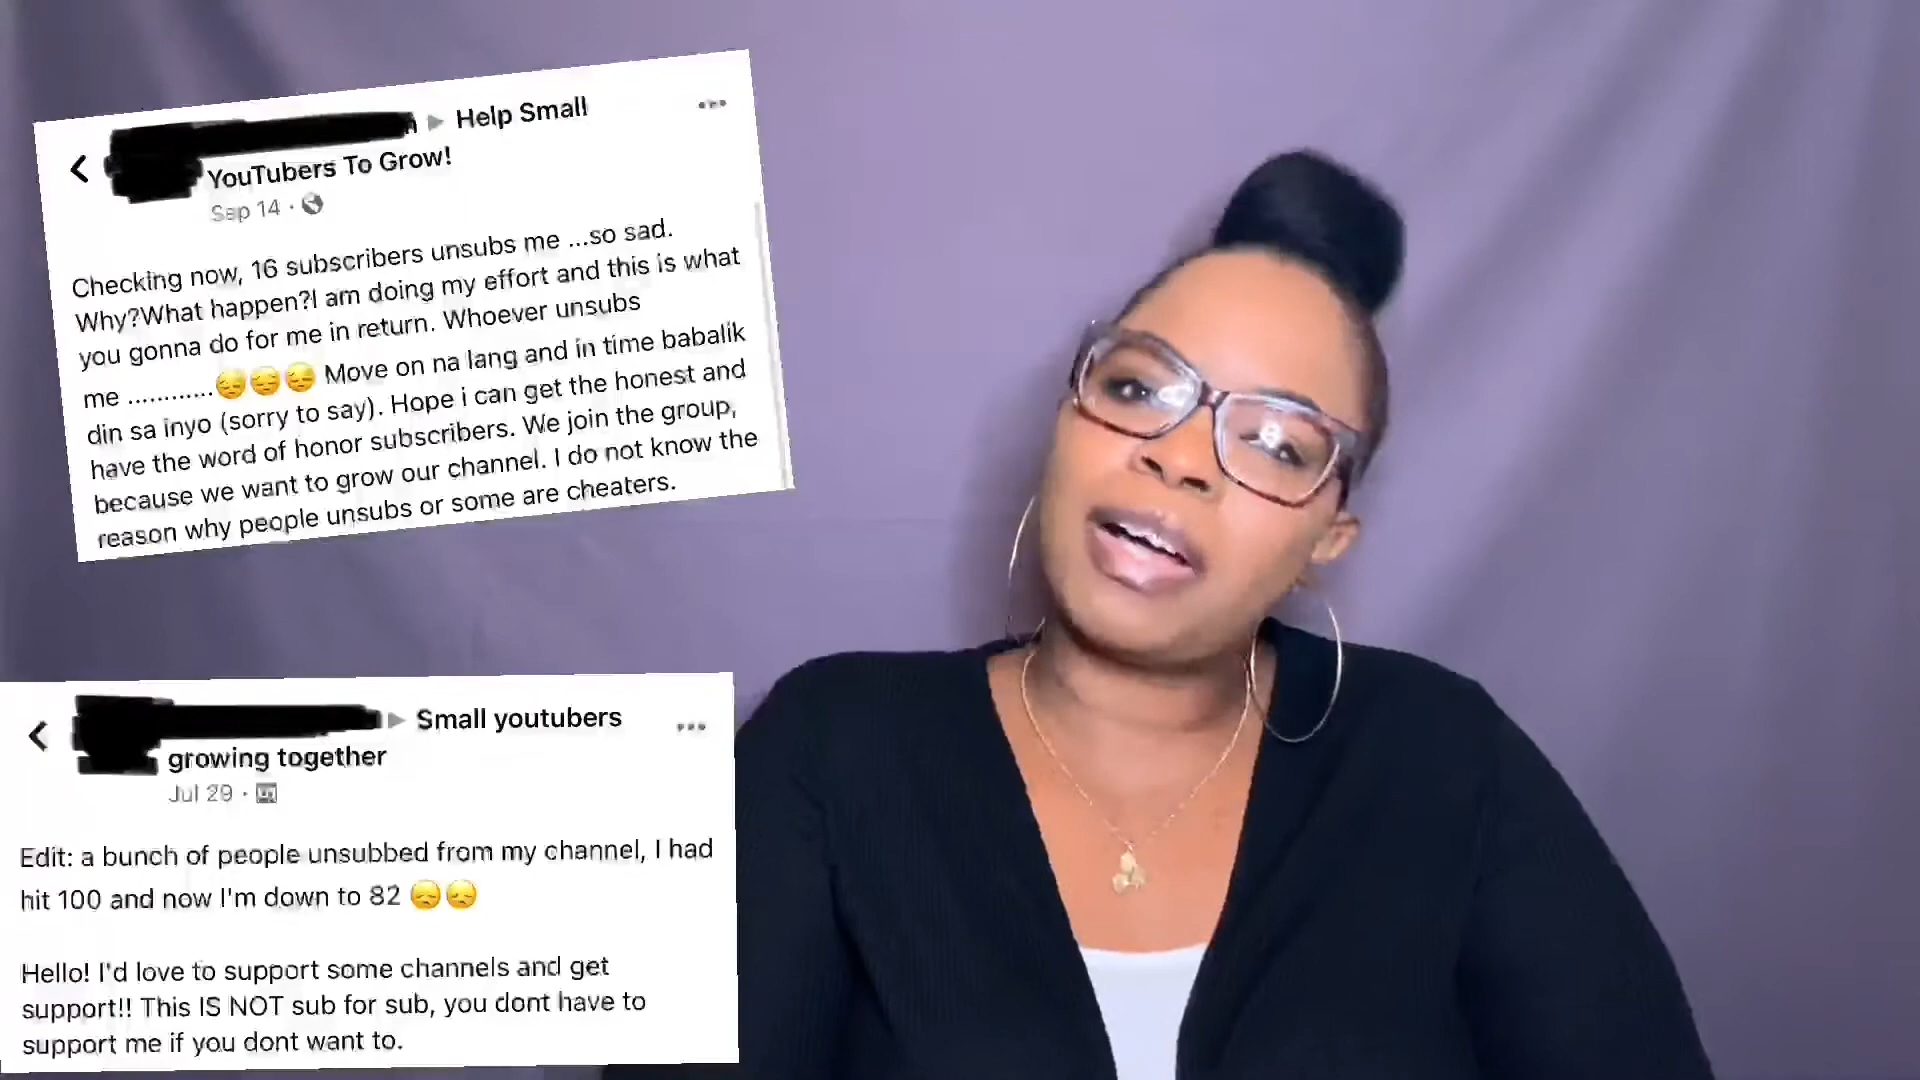 Help Small
YouTubers To Grow!
Sep 14
Checking now, 16 subscribers unsubs me ...so sad.
Why?What happen?I am doing my effort and this is what
you gonna do for me in return. Whoever unsubs
me ............😔😔😔 Move on na lang and in time babalik
din sa inyo (sorry to say). Hope i can get the honest and
have the word of honor subscribers. We join the group,
because we want to grow our channel. I do not know the
reason why people unsubs or some are cheaters.
Small youtubers
growing together
Jul 29
Edit: a bunch of people unsubbed from my channel, I had
hit 100 and now I'm down to 82 😞😞
Hello! I'd love to support some channels and get
support!! This IS NOT sub for sub, you dont have to
support me if you dont want to.